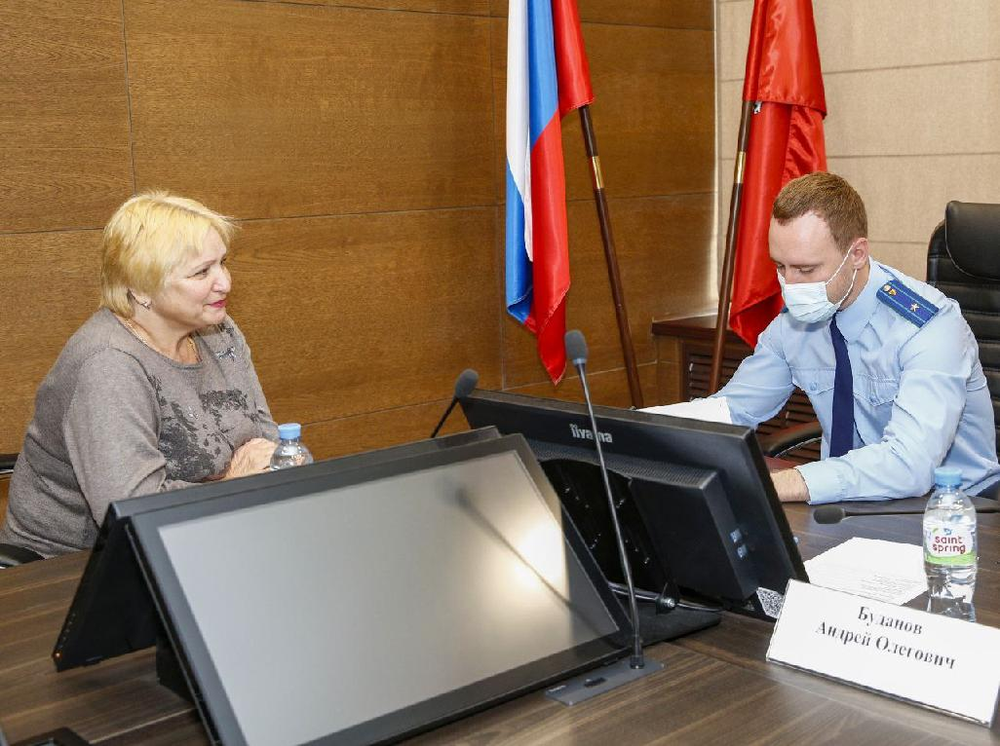 iiyama
saint
spring
Буданов
Андрей Олегович